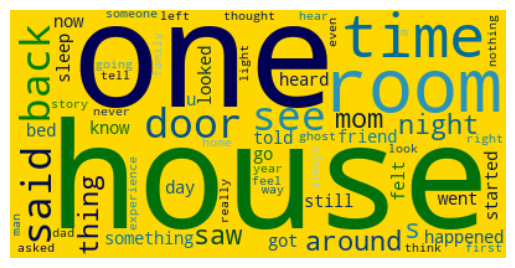 someone left thought hear
now
one time
even
nothing
sleep
going
tell
family
looked
light
heard
m
back
room
story
never
u
door see mom night
bed
know
told ghost friend
right
home
go
always
look
house
said
thing
experience
day
really
year
feel
way
still
felt
went
started
man
dad
something saw got around
s
happened
asked
think first